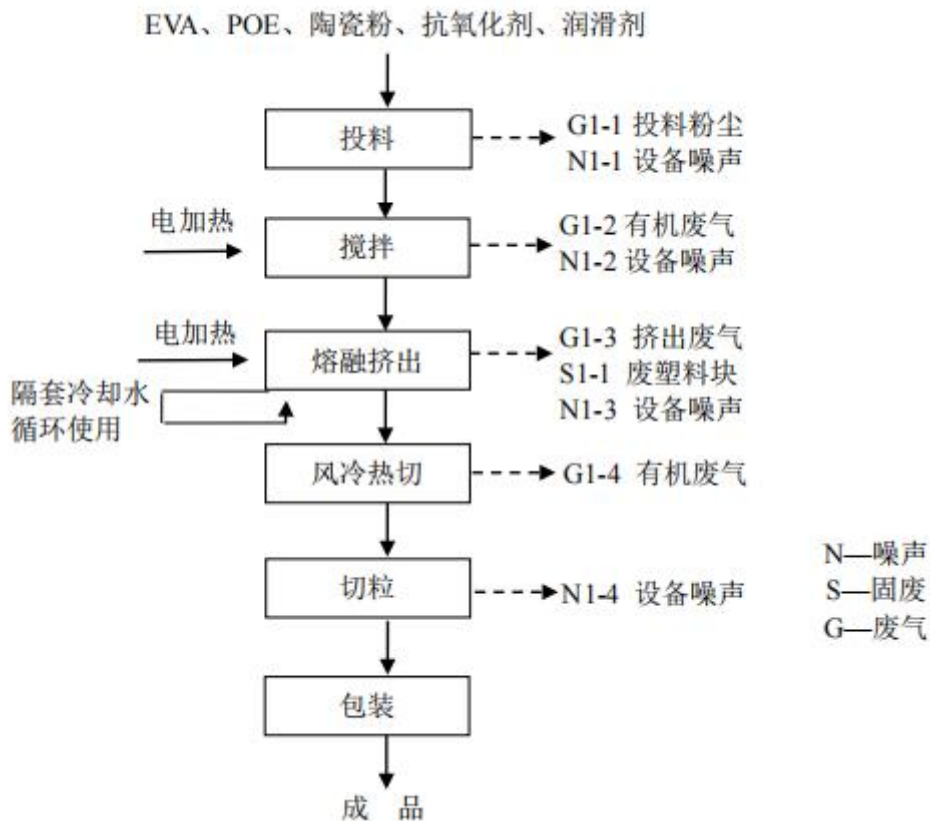 EVA、POE、陶瓷粉、抗氧化剂、润滑剂
投料
G1-1 投料粉尘
N1-1 设备噪声
电加热
搅拌
G1-2 有机废气
N1-2 设备噪声
电加热
熔融挤出
G1-3 挤出废气
S1-1 废塑料块
N1-3 设备噪声
隔套冷却水
循环使用
风冷热切
G1-4 有机废气
切粒
N1-4 设备噪声
N—噪声
S—固废
G—废气
包装
成 品